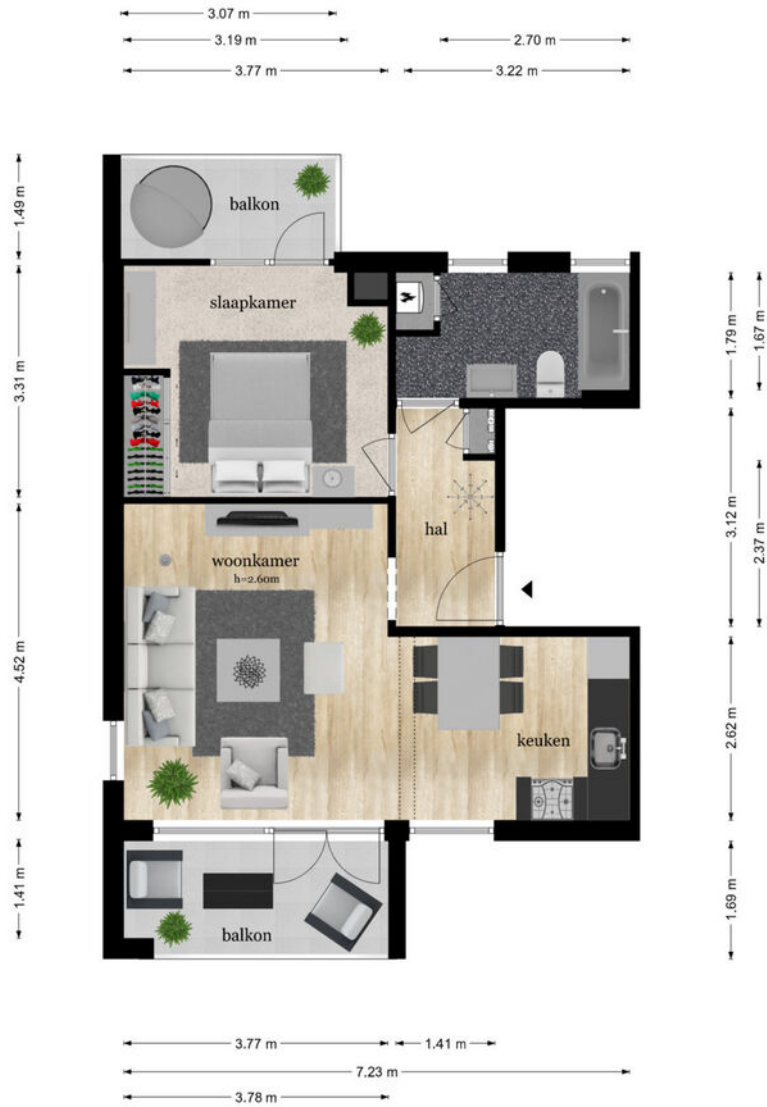 3.07 m
3.19 m
2.70 m
3.77 m
3.22 m
1.49 m
balkon
slaapkamer
1.79 m
1.67 m
3.31 m
hal
3.12 m
2.37 m
woonkamer
h=2.60m
4.52 m
keuken
2.62 m
1.41 m
1.69 m
balkon
3.77 m
1.41 m
7.23 m
3.78 m